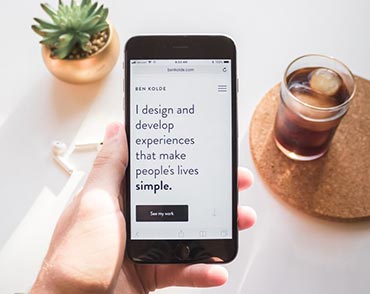 benkolde.com
BEN KOLDE
I design and
develop
experiences
that make
people's lives
simple.
See my work